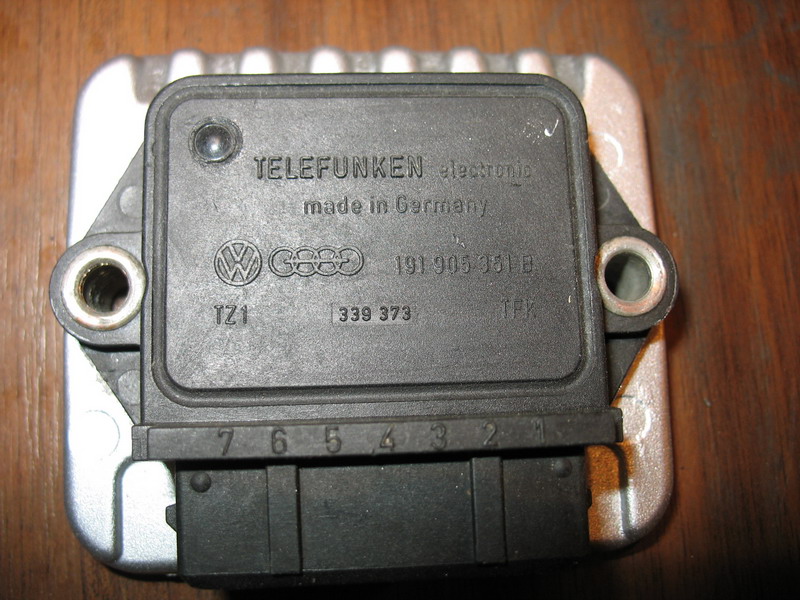 TELEFUNKEN electronic
made in Germany
VW 191 905 351 B
TZ1 339 373 TFK
7 6 5 4 3 2 1